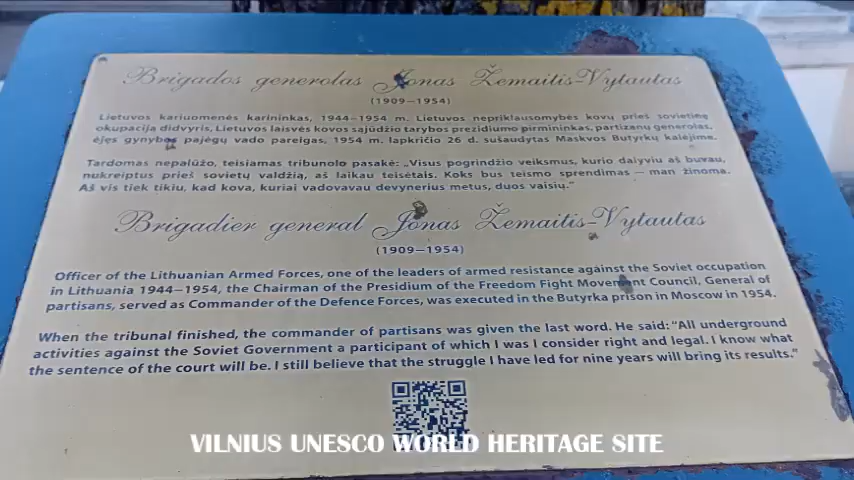 Brigados generolas Jonas Žemaitis-Vytautas
(1909–1954)
Lietuvos kariuomenės karininkas, 1944–1954 m. Lietuvos nepriklausomybės kovų prieš sovietinę
okupaciją didvyris, Lietuvos laisvės kovos sąjūdžio tarybos prezidiumo pirmininkas, partizanų generolas,
ėjęs gynybos pajėgų vado pareigas, 1954 m. lapkričio 26 d. sušaudytas Maskvos Butyrkų kalėjime.
Tardomas nepalūžo, teisiamas tribunolo pasakė: „Visus pogrindžio veiksmus, kurio dalyviu aš buvau,
nukreiptus prieš sovietų valdžią, aš laikau teisėtais. Koks bus teismo sprendimas – man žinoma.
Aš vis tiek tikiu, kad kova, kuriai vadovavau devynerius metus, duos vaisių.”
Brigadier general Jonas Žemaitis-Vytautas
(1909–1954)
Officer of the Lithuanian Armed Forces, one of the leaders of armed resistance against the Soviet occupation
in Lithuania 1944–1954, the Chairman of the Presidium of the Freedom Fight Movement Council, General of
partisans, served as Commander of the Defence Forces, was executed in the Butyrka prison in Moscow in 1954.
When the tribunal finished, the commander of partisans was given the last word. He said: “All underground
activities against the Soviet Government a participant of which I was I consider right and legal. I know what
the sentence of the court will be. I still believe that the struggle I have led for nine years will bring its results.”
VILNIUS UNESCO WORLD HERITAGE SITE